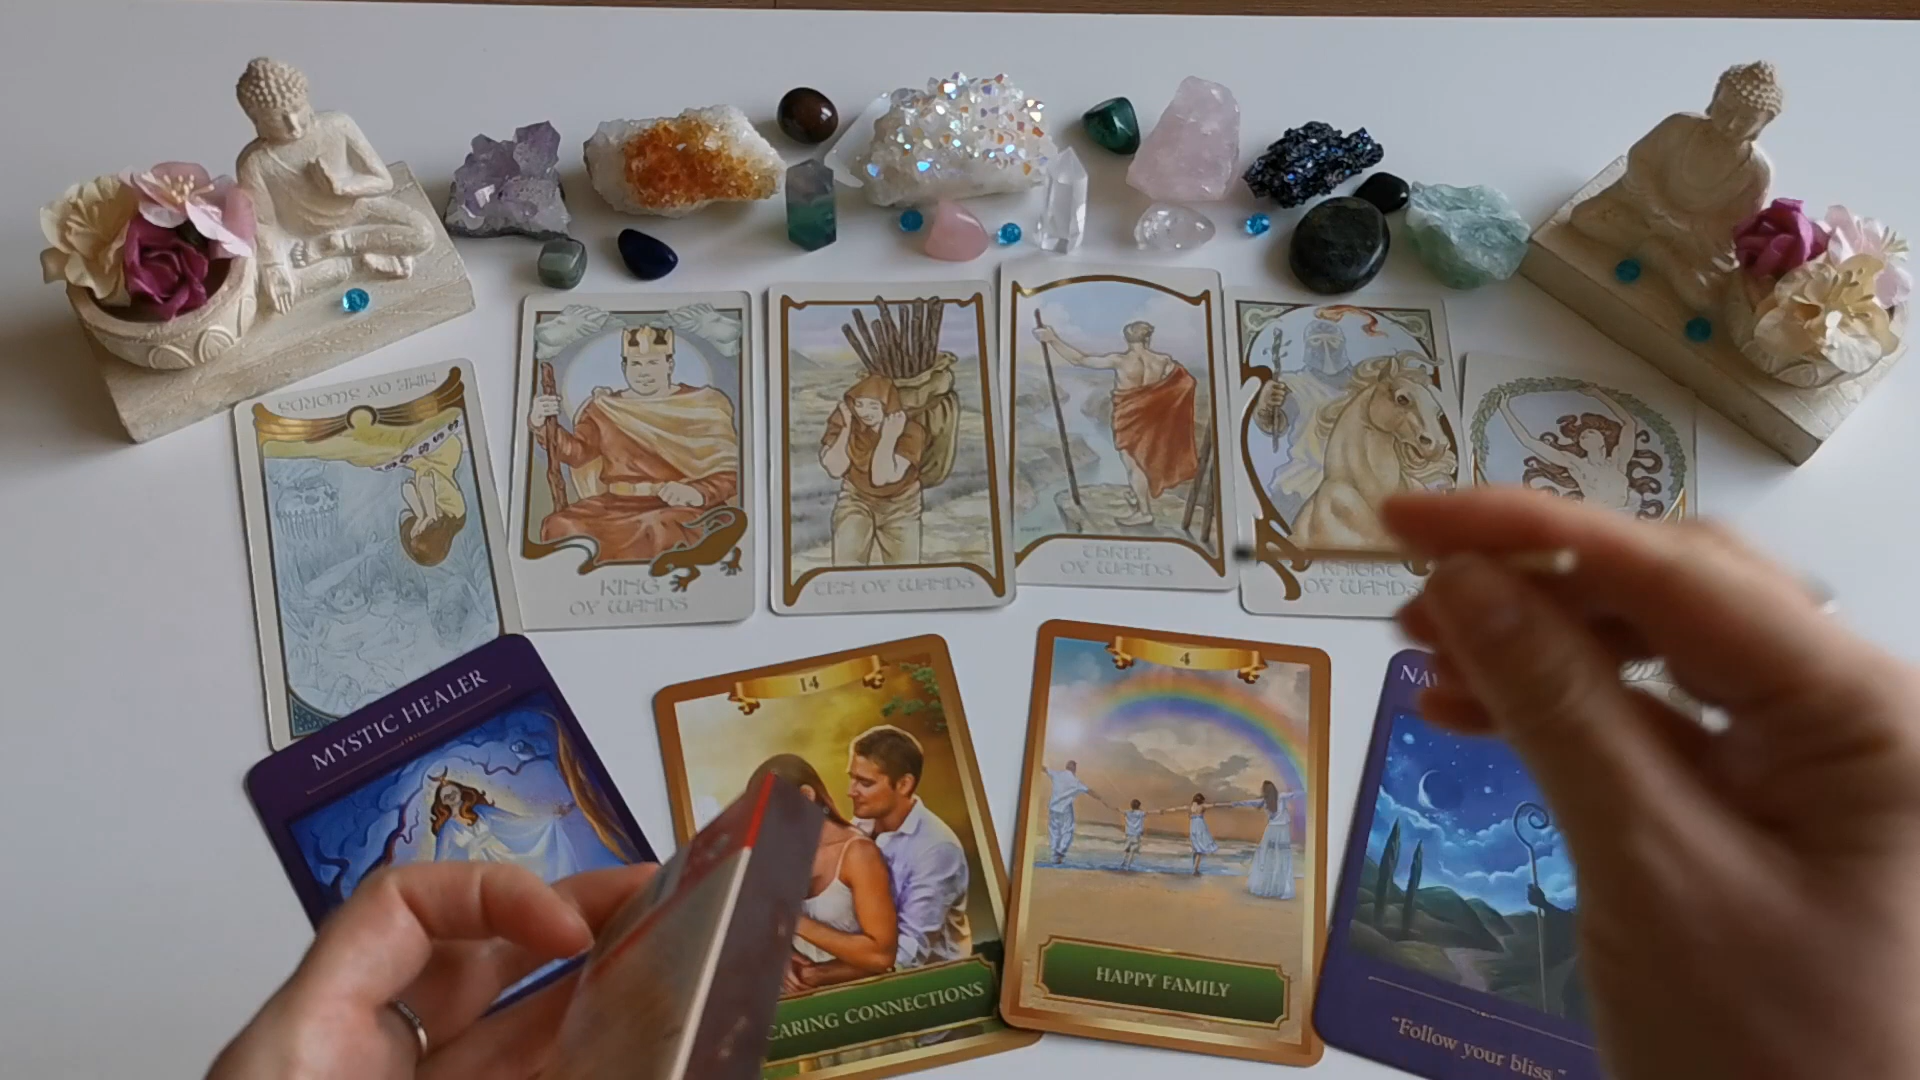 NINE OF SWORDS
KING
OF WANDS
TEN OF WANDS
THREE
OF WANDS
KNIGHT
OF WANDS
MYSTIC HEALER
14
CARING CONNECTIONS
4
HAPPY FAMILY
"Follow your bliss."